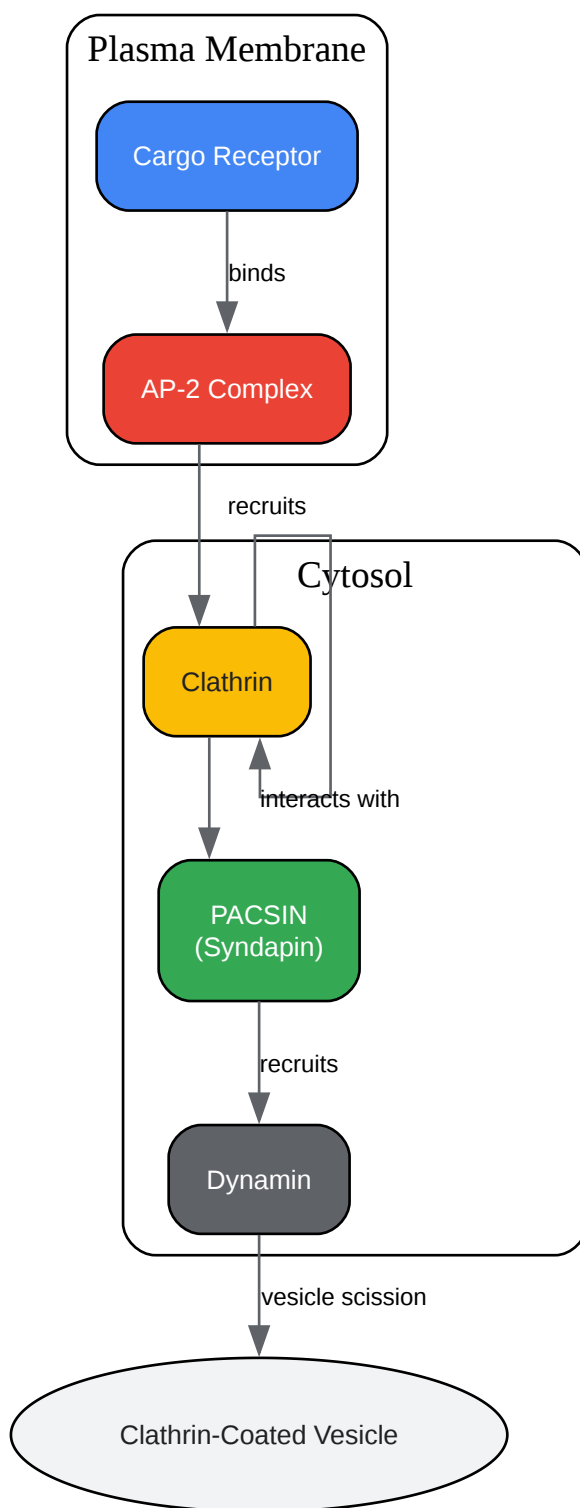 Plasma Membrane
Cargo Receptor
binds
AP-2 Complex
recruits
Cytosol
Clathrin
interacts with
PACSIN
(Syndapin)
recruits
Dynamin
vesicle scission
Clathrin-Coated Vesicle